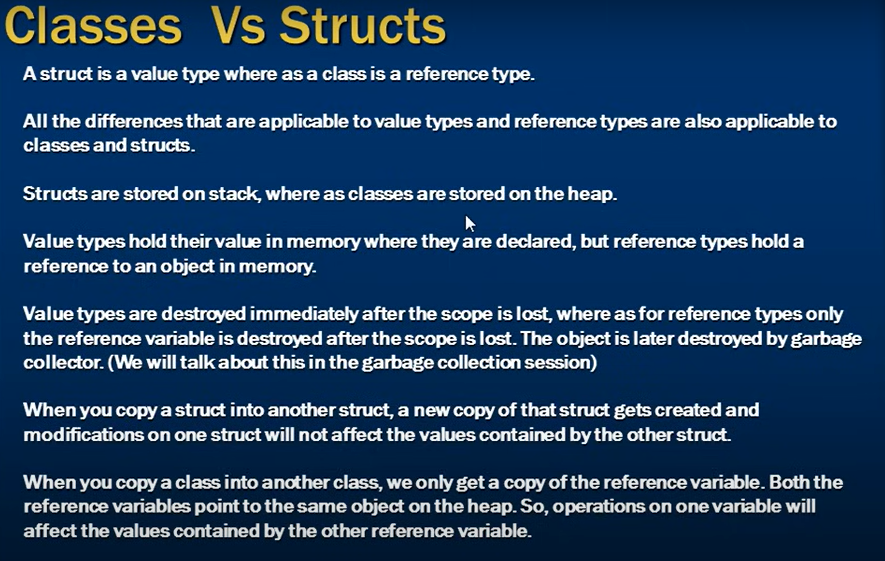 Classes Vs Structs
A struct is a value type where as a class is a reference type.
All the differences that are applicable to value types and reference types are also applicable to
classes and structs.
Structs are stored on stack, where as classes are stored on the heap.
Value types hold their value in memory where they are declared, but reference types hold a
reference to an object in memory.
Value types are destroyed immediately after the scope is lost, where as for reference types only
the reference variable is destroyed after the scope is lost. The object is later destroyed by garbage
collector. (We will talk about this in the garbage collection session)
When you copy a struct into another struct, a new copy of that struct gets created and
modifications on one struct will not affect the values contained by the other struct.
When you copy a class into another class, we only get a copy of the reference variable. Both the
reference variables point to the same object on the heap. So, operations on one variable will
affect the values contained by the other reference variable.